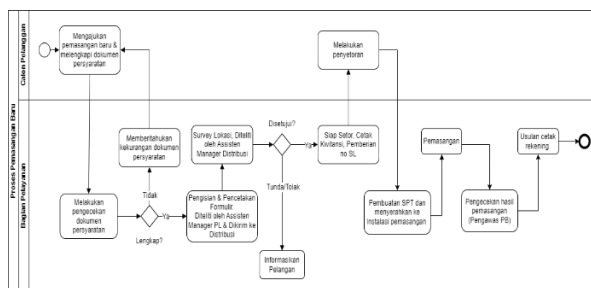 Proses Pemasangan Baru
Calon Pelanggan
Bagian Pelayanan
Mengajukan
pemasangan baru &
melengkapi dokumen
persyaratan
Melakukan
penyetoran
Memberitahukan
kekurangan dokumen
persyaratan
Survey Lokasi, Diteliti
oleh Assisten
Manager Distribusi
Disetujui?
Ya
Siap Setor, Cetak
Kwitansi, Pemberian
no SL
Pemasangan
Usulan cetak
rekening
Tidak
Tunda/Tolak
Melakukan
pengecekan
dokumen
persyaratan
Ya
Lengkap?
Pengisian & Pencetakan
Formulir.
Diteliti oleh Assisten
Manager PL & Dikirim ke
Distribusi
Pembuatan SPT dan
menyerahkan ke
Instalasi pemasangan
Pengecekan hasil
pemasangan
(Pengawas PB)
Informasikan
Pelangan